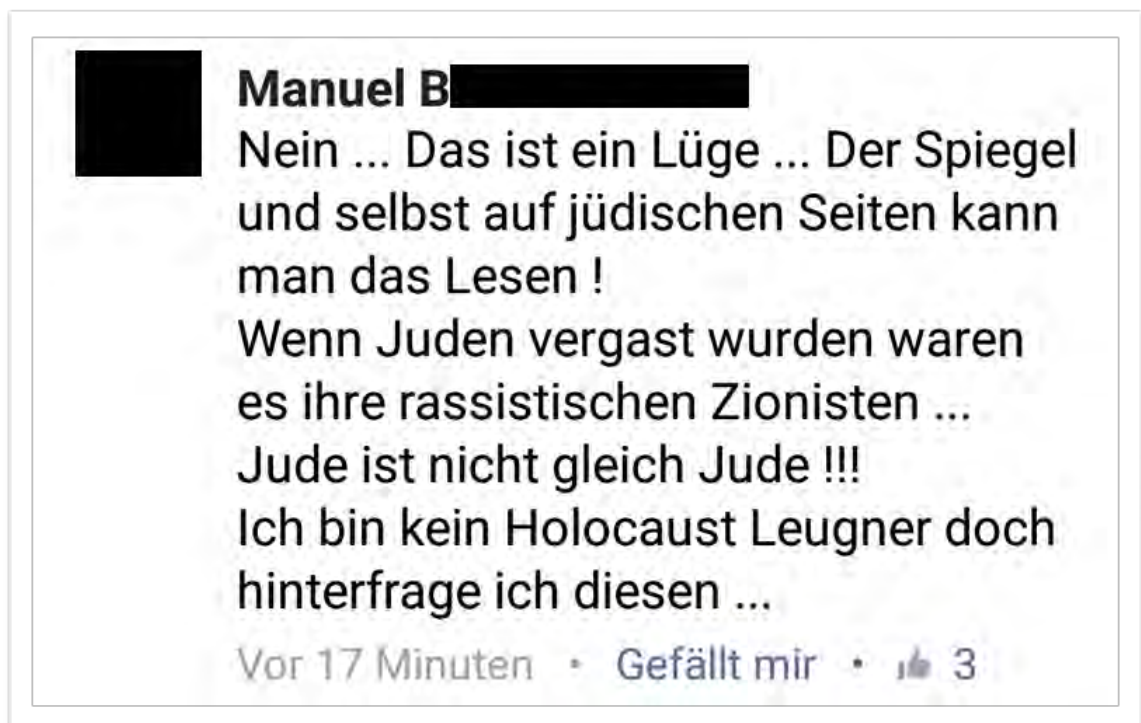 Manuel B
Nein ... Das ist ein Lüge ... Der Spiegel
und selbst auf jüdischen Seiten kann
man das Lesen !
Wenn Juden vergast wurden waren
es ihre rassistischen Zionisten ...
Jude ist nicht gleich Jude !!!
Ich bin kein Holocaust Leugner doch
hinterfrage ich diesen ...
Vor 17 Minuten • Gefällt mir • 3